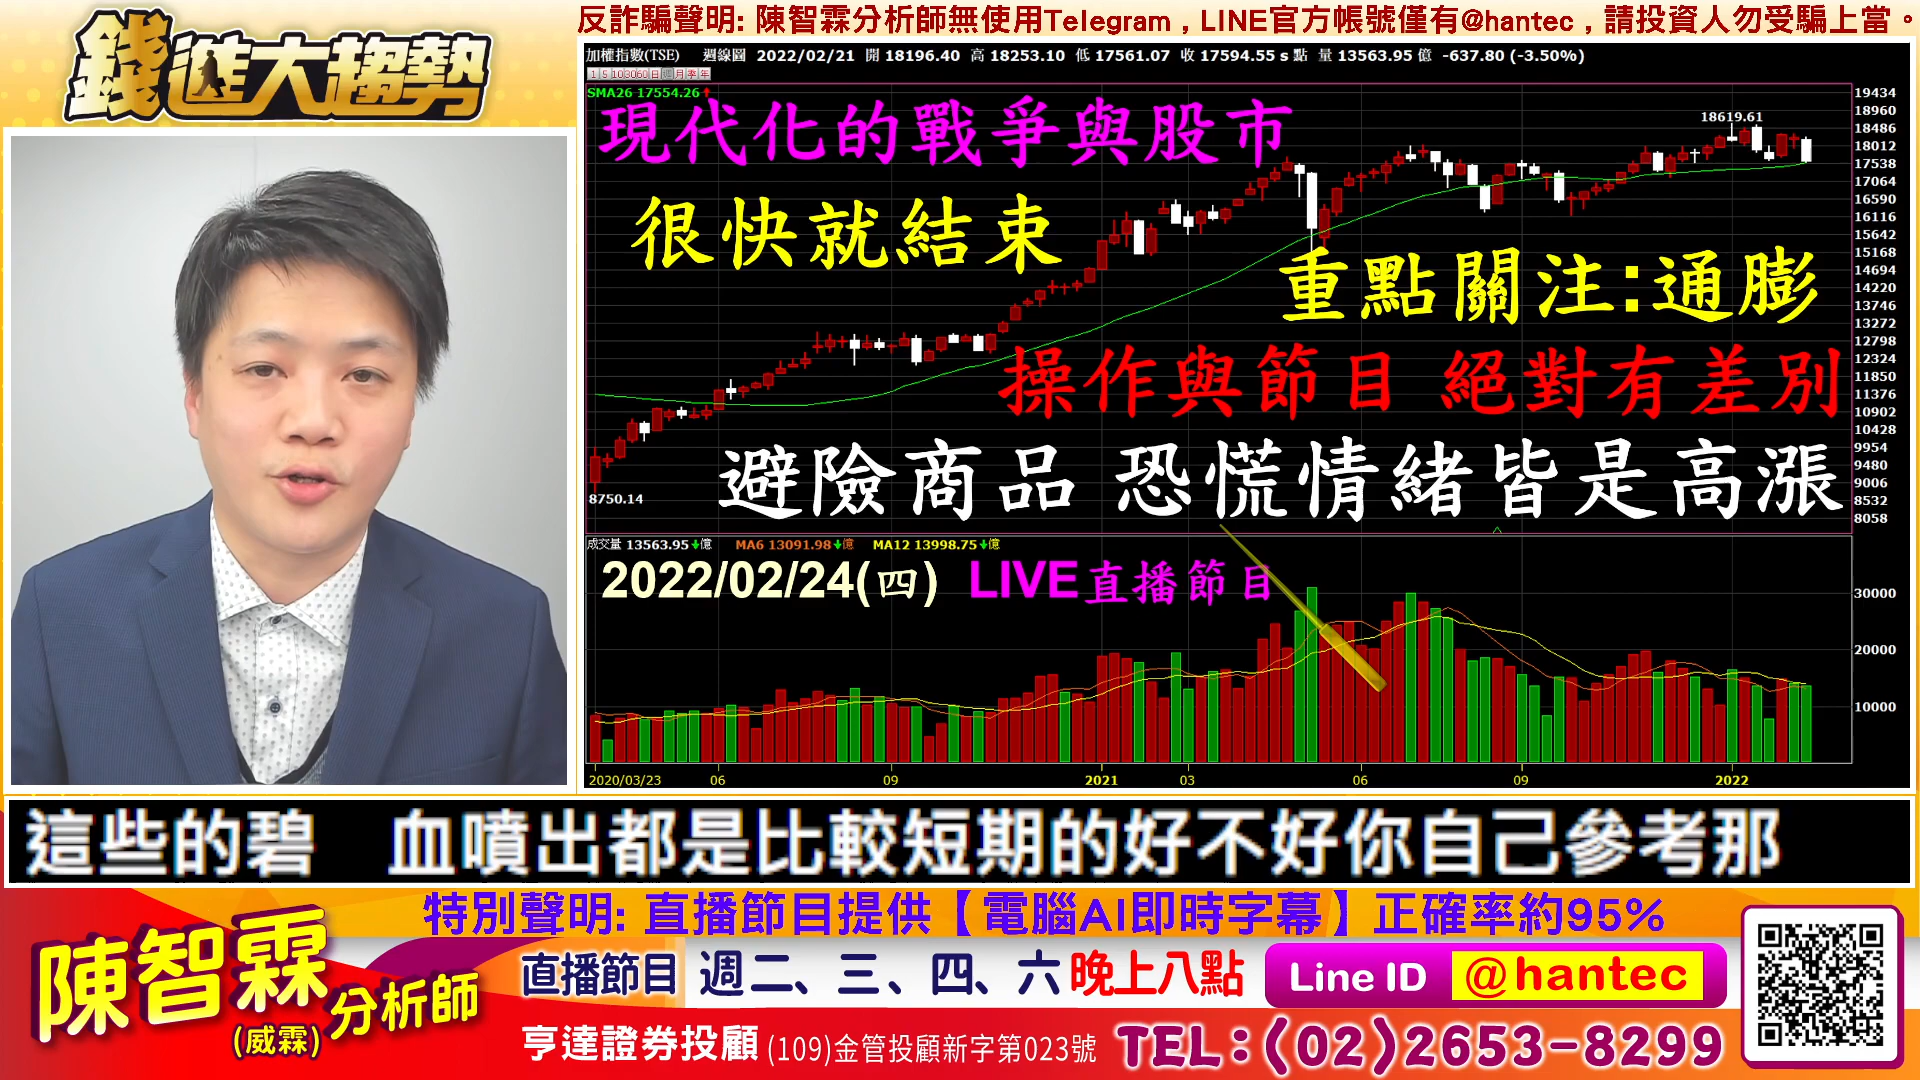 反詐騙聲明: 陳智霖分析師無使用Telegram , LINE官方帳號僅有@hantec , 請投資人勿受騙上當。
錢進大趨勢
加權指數(TSE) 週線圖 2022/02/21 開 18196.40 高 18253.10 低 17561.07 收 17594.55 s 點 量 13563.95 億 -637.80 (-3.50%)
1 5 10 30 60 日 週 月 季 年
SMA26 17554.26
現代化的戰爭與股市
18619.61
很快就結束
重點關注:通膨
操作與節目 絕對有差別
避險商品 恐慌情緒皆是高漲
8750.14
19434
18960
18486
18012
17538
17064
16590
16116
15642
15168
14694
14220
13746
13272
12798
12324
11850
11376
10902
10428
9954
9480
9006
8532
8058
成交量 13563.95億 MA6 13091.98億 MA12 13998.75億
2022/02/24(四) LIVE直播節目
30000
20000
10000
2020/03/23 06 09 2021 03 06 09 2022
這些的碧 血噴出都是比較短期的好不好你自己參考那
特別聲明: 直播節目提供【電腦AI即時字幕】正確率約95%
陳智霖分析師
(威霖)
直播節目 週二、三、四、六 晚上八點
Line ID @hantec
亨達證券投顧 (109)金管投顧新字第023號 TEL:(02)2653-8299